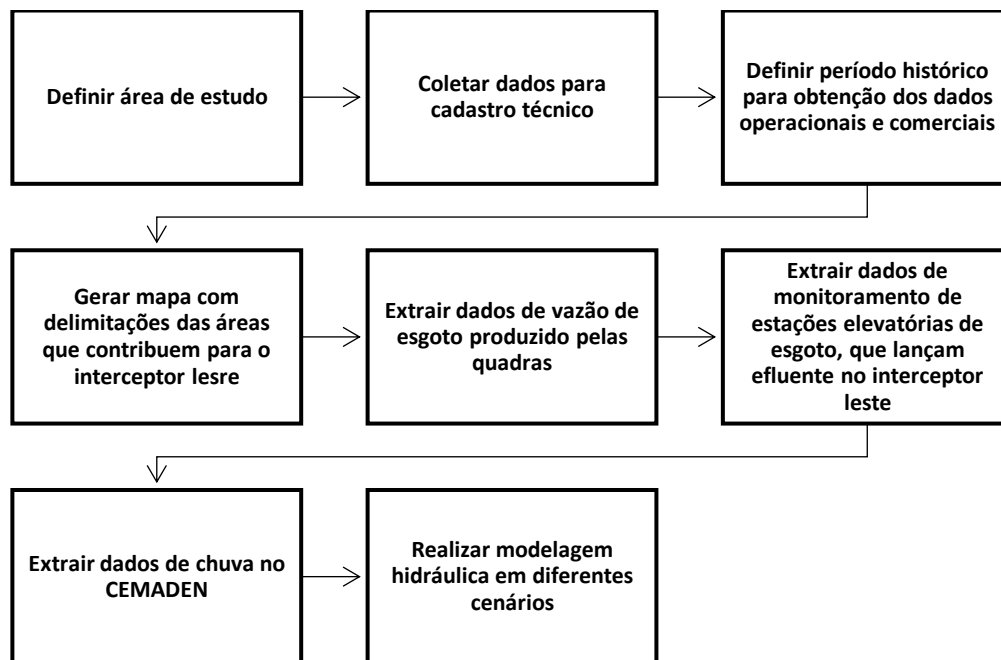 Definir área de estudo
Coletar dados para
cadastro técnico
Definir período histórico
para obtenção dos dados
operacionais e comerciais
Gerar mapa com
delimitações das áreas
que contribuem para o
interceptor lesre
Extrair dados de vazão de
esgoto produzido pelas
quadras
Extrair dados de
monitoramento de
estações elevatórias de
esgoto, que lançam
efluente no interceptor
leste
Extrair dados de chuva no
CEMADEN
Realizar modelagem
hidráulica em diferentes
cenários